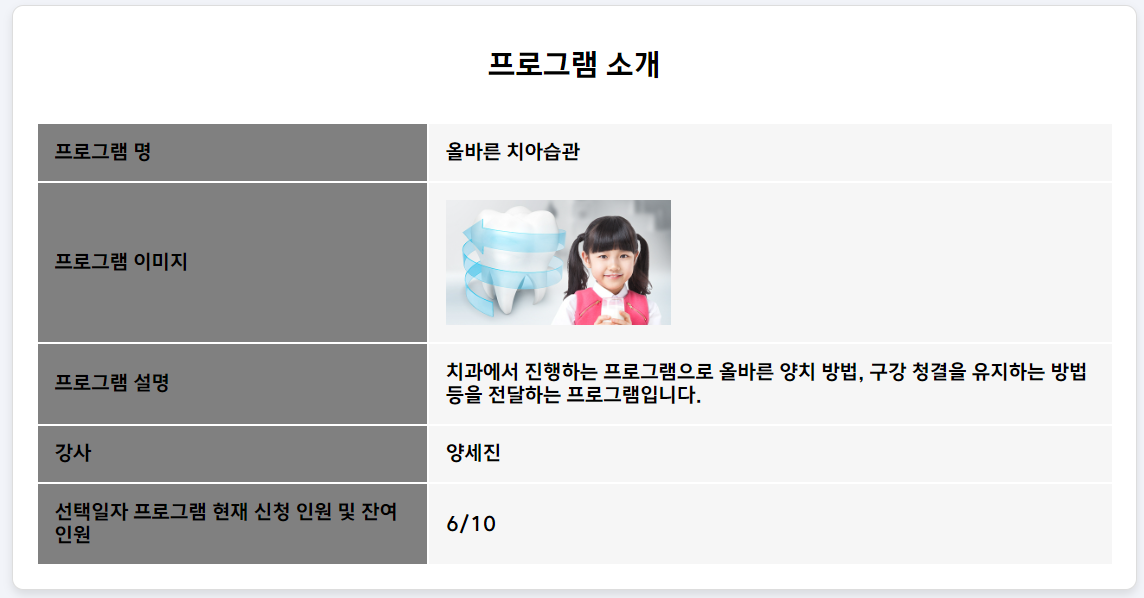 프로그램 소개
프로그램 명
올바른 치아습관
프로그램 이미지
프로그램 설명
치과에서 진행하는 프로그램으로 올바른 양치 방법, 구강 청결을 유지하는 방법
등을 전달하는 프로그램입니다.
강사
양세진
선택일자 프로그램 현재 신청 인원 및 잔여
인원
6/10